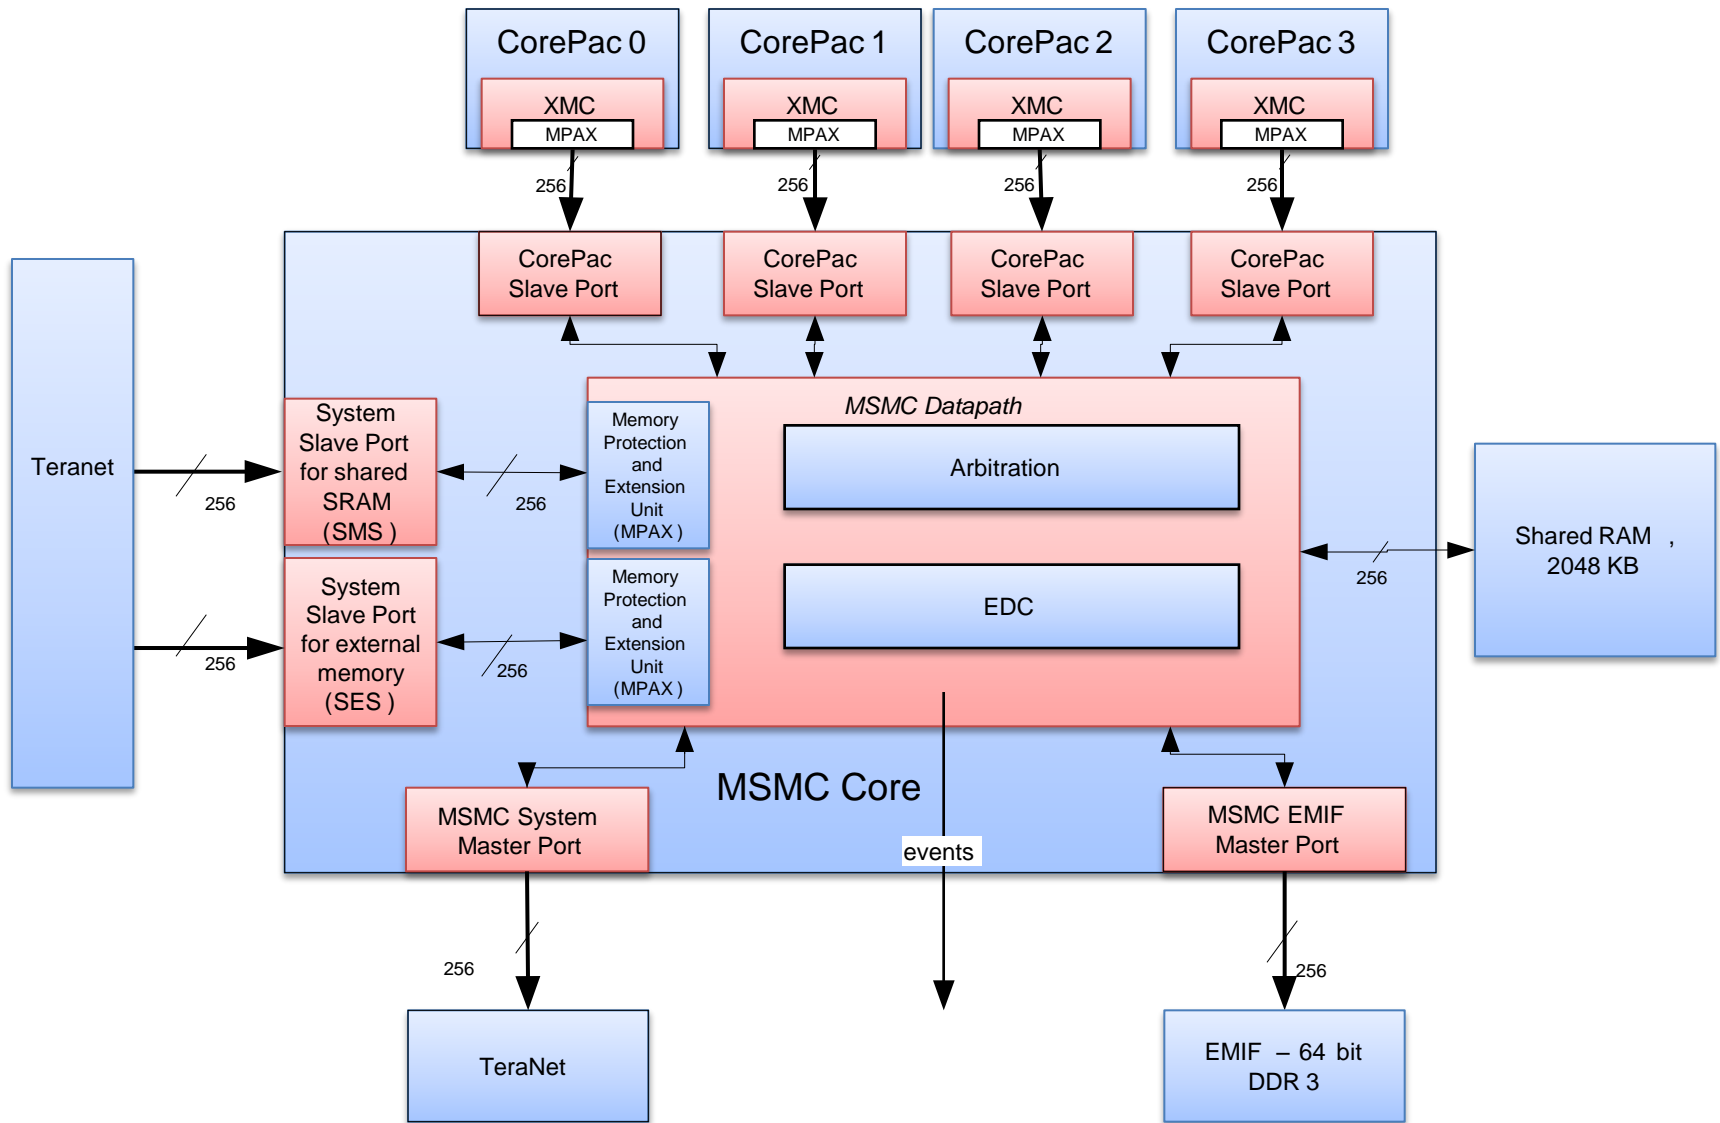 CorePac 0
CorePac 1
CorePac 2
CorePac 3
XMC
XMC
XMC
XMC
MPAX
MPAX
MPAX
MPAX
256
256
256
256
CorePac
Slave Port
CorePac
Slave Port
CorePac
Slave Port
CorePac
Slave Port
Teranet
256
256
System
Slave Port
for shared
SRAM
(SMS )
System
Slave Port
for external
memory
(SES )
256
256
Memory
Protection
and
Extension
Unit
(MPAX )
Memory
Protection
and
Extension
Unit
(MPAX )
MSMC Datapath
Arbitration
EDC
256
Shared RAM ,
2048 KB
MSMC Core
MSMC System
Master Port
events
MSMC EMIF
Master Port
256
256
TeraNet
EMIF – 64 bit
DDR 3